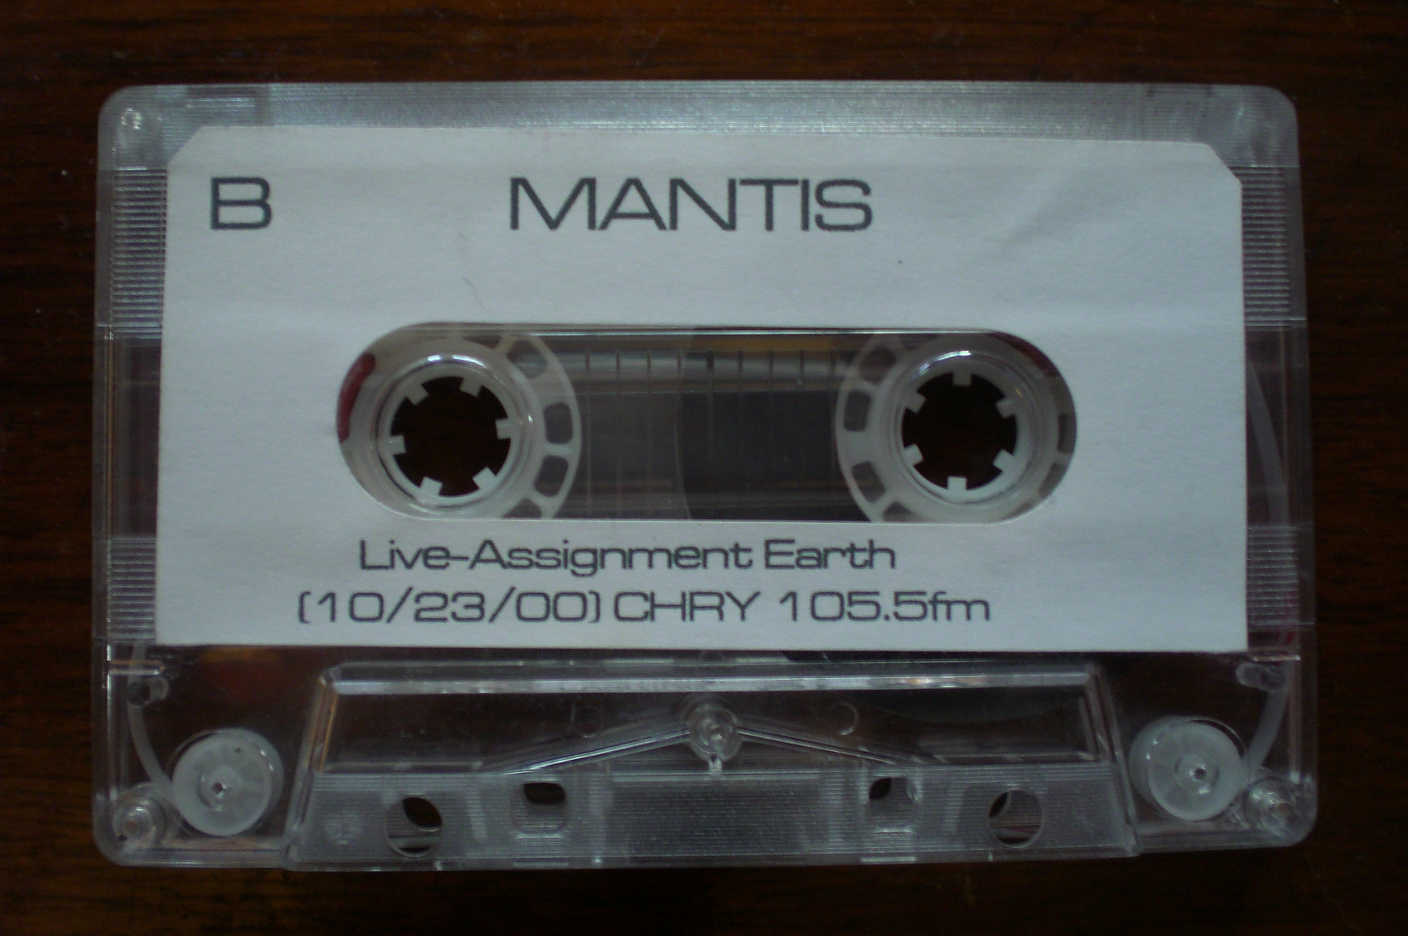 B MANTIS
Live-Assignment Earth
(10/23/00) CHRY 105.5fm